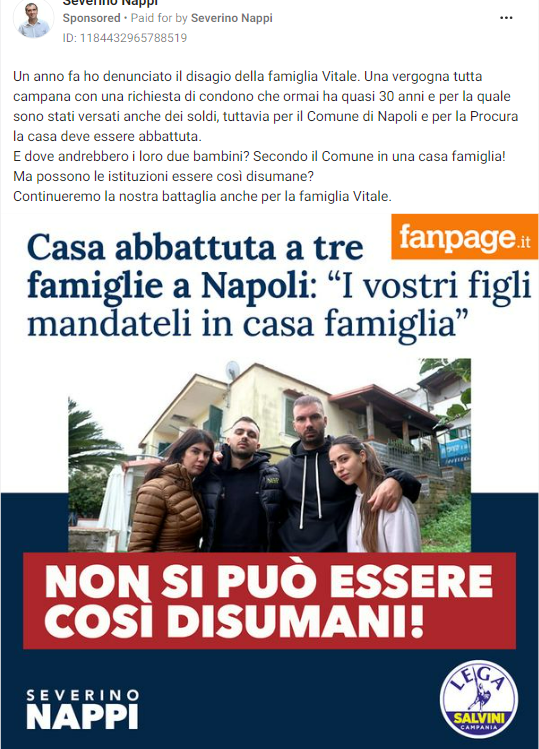 Severino Nappi
Sponsored • Paid for by Severino Nappi
ID: 1184432965788519
Un anno fa ho denunciato il disagio della famiglia Vitale. Una vergogna tutta
campana con una richiesta di condono che ormai ha quasi 30 anni e per la quale
sono stati versati anche dei soldi, tuttavia per il Comune di Napoli e per la Procura
la casa deve essere abbattuta.
E dove andrebbero i loro due bambini? Secondo il Comune in una casa famiglia!
Ma possono le istituzioni essere così disumane?
Continueremo la nostra battaglia anche per la famiglia Vitale.
fanpage.it
Casa abbattuta a tre
famiglie a Napoli: “I vostri figli
mandateli in casa famiglia”
NON SI PUÒ ESSERE
COSÌ DISUMANI!
SEVERINO
NAPPI
LEGA
SALVINI
CAMPANIA